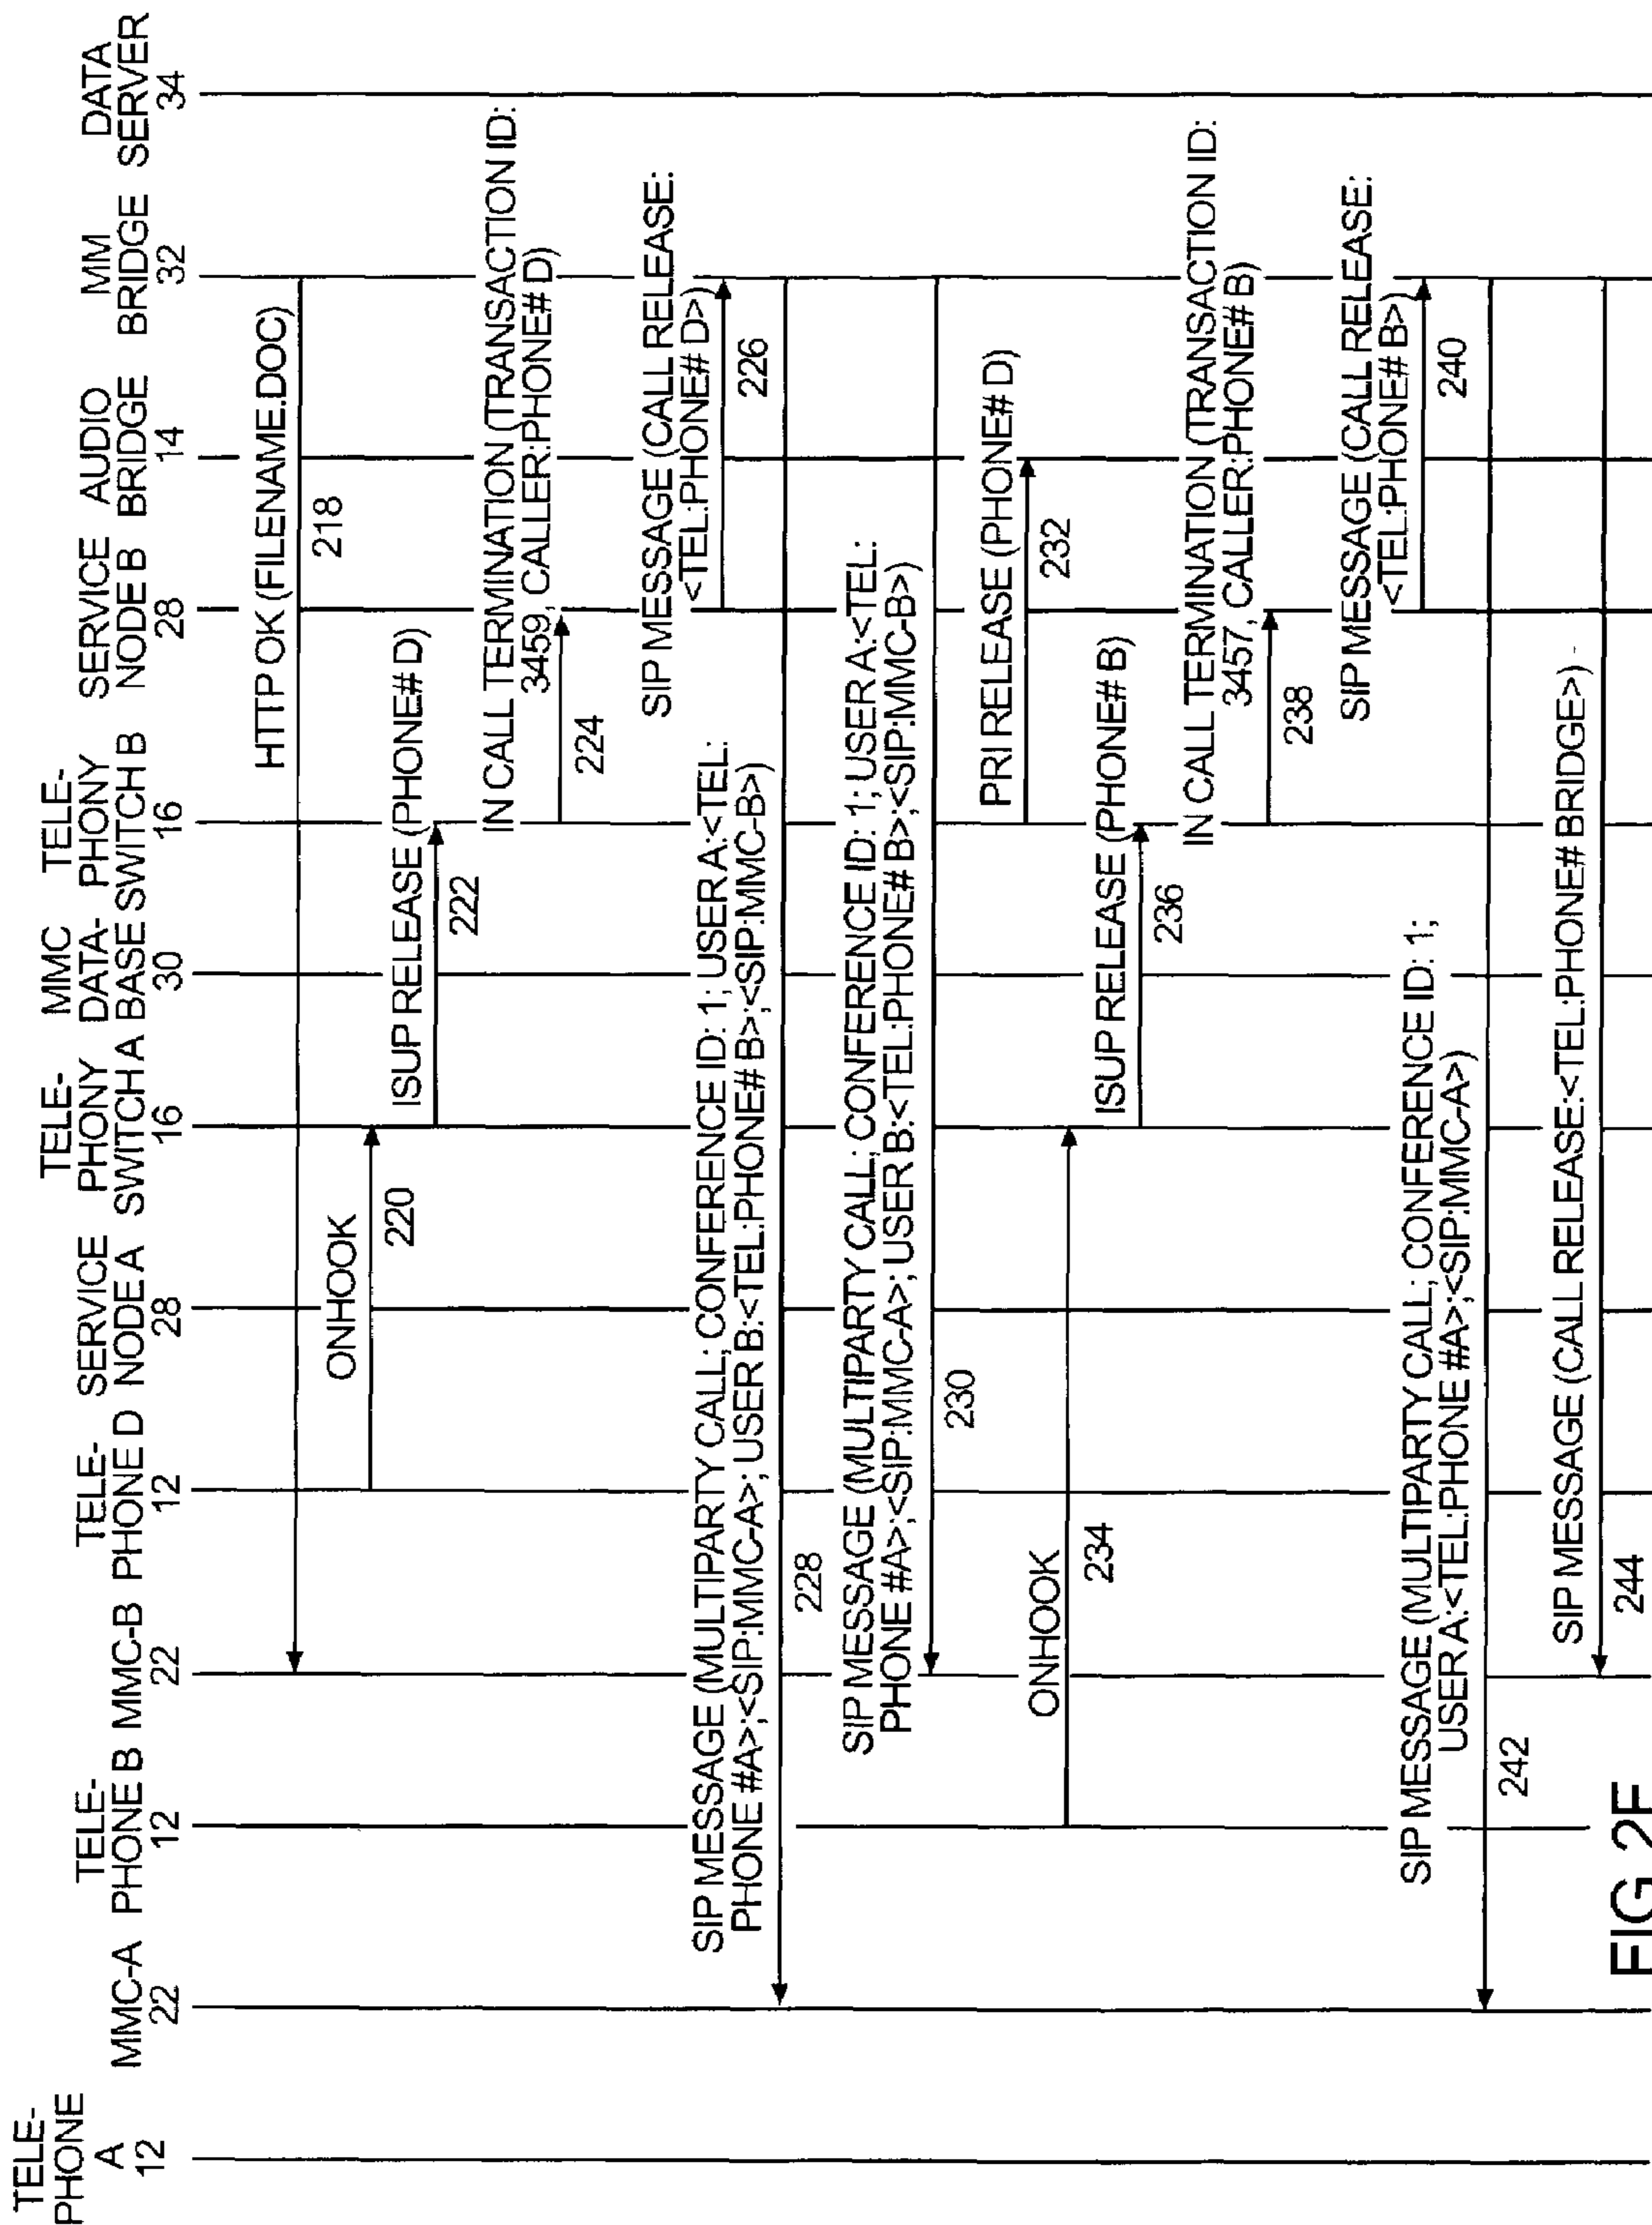 TELE-
PHONE
A
12
MMC-A
22
TELE-
PHONE B
12
MMC-B
22
TELE-
PHONE D
12
SERVICE
NODE A
28
TELE-
PHONY
SWITCH A
16
MMC
DATA-
BASE
30
TELE-
PHONY
SWITCH B
16
SERVICE
NODE B
28
AUDIO
BRIDGE
14
MM
BRIDGE
32
DATA
SERVER
34
HTTP OK (FILENAME.DOC)
218
ONHOOK
220
ISUP RELEASE (PHONE# D)
222
IN CALL TERMINATION (TRANSACTION ID:
3459, CALLER:PHONE# D)
224
SIP MESSAGE (CALL RELEASE:
<TEL:PHONE# D>)
226
SIP MESSAGE (MULTIPARTY CALL; CONFERENCE ID: 1; USER A:<TEL:
PHONE #A>;<SIP:MMC-A>; USER B:<TEL:PHONE# B>;<SIP:MMC-B>)
228
SIP MESSAGE (MULTIPARTY CALL; CONFERENCE ID: 1; USER A:<TEL:
PHONE #A>;<SIP:MMC-A>; USER B:<TEL:PHONE# B>;<SIP:MMC-B>)
230
PRI RELEASE (PHONE# D)
232
ONHOOK
234
ISUP RELEASE (PHONE# B)
236
IN CALL TERMINATION (TRANSACTION ID:
3457, CALLER:PHONE# B)
238
SIP MESSAGE (CALL RELEASE:
<TEL:PHONE# B>)
240
SIP MESSAGE (MULTIPARTY CALL; CONFERENCE ID: 1;
USER A:<TEL:PHONE #A>;<SIP:MMC-A>)
242
SIP MESSAGE (CALL RELEASE:<TEL:PHONE# BRIDGE>)
244